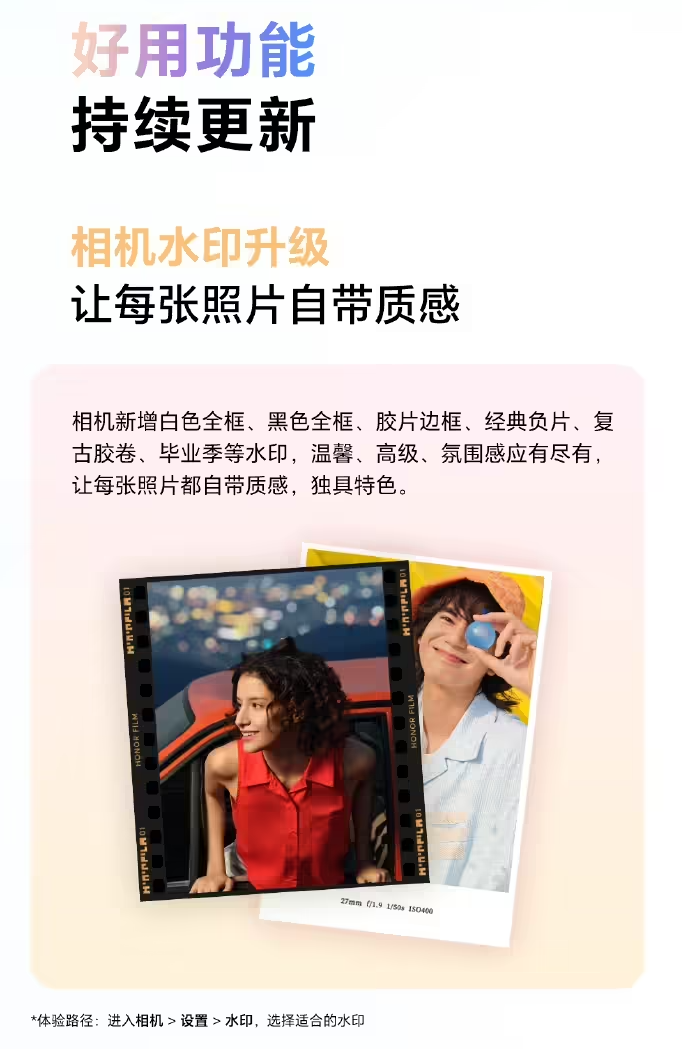 好用功能
持续更新
相机水印升级
让每张照片自带质感
相机新增白色全框、黑色全框、胶片边框、经典负片、复
古胶卷、毕业季等水印，温馨、高级、氛围感应有尽有，
让每张照片都自带质感，独具特色。
HONOR FILM
HONOR FILM
27mm f/1.9 1/50s ISO400
*体验路径：进入相机 > 设置 > 水印，选择适合的水印